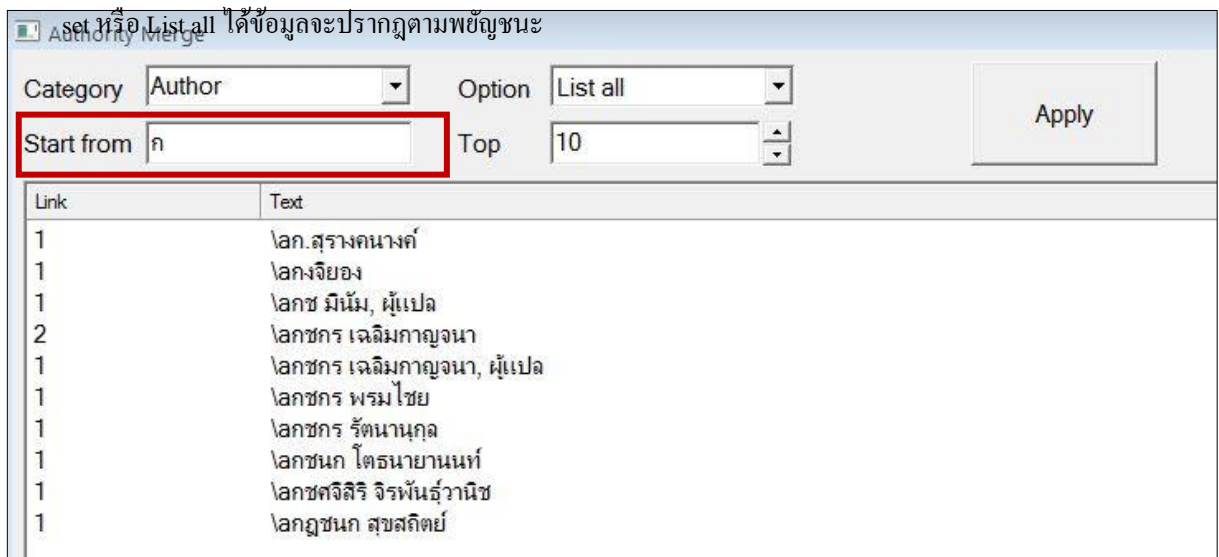 set หรือ List all ได้ข้อมูลจะปรากฎตามพยัญชนะ
Authority Merge
Category Author Option List all
Apply
Start from ก Top 10
Link Text
1 \aก.สุรางคนางค์
1 \aกงจิยอง
1 \aกช มินัม, ผู้แปล
2 \aกชกร เฉลิมกาญจนา
1 \aกชกร เฉลิมกาญจนา, ผู้แปล
1 \aกชกร พรมไชย
1 \aกชกร รัตนานุกุล
1 \aกชนก โตธนายานนท์
1 \aกชศจิสิริ จิรพันธุ์วานิช
1 \aกฎชนก สุขสถิตย์